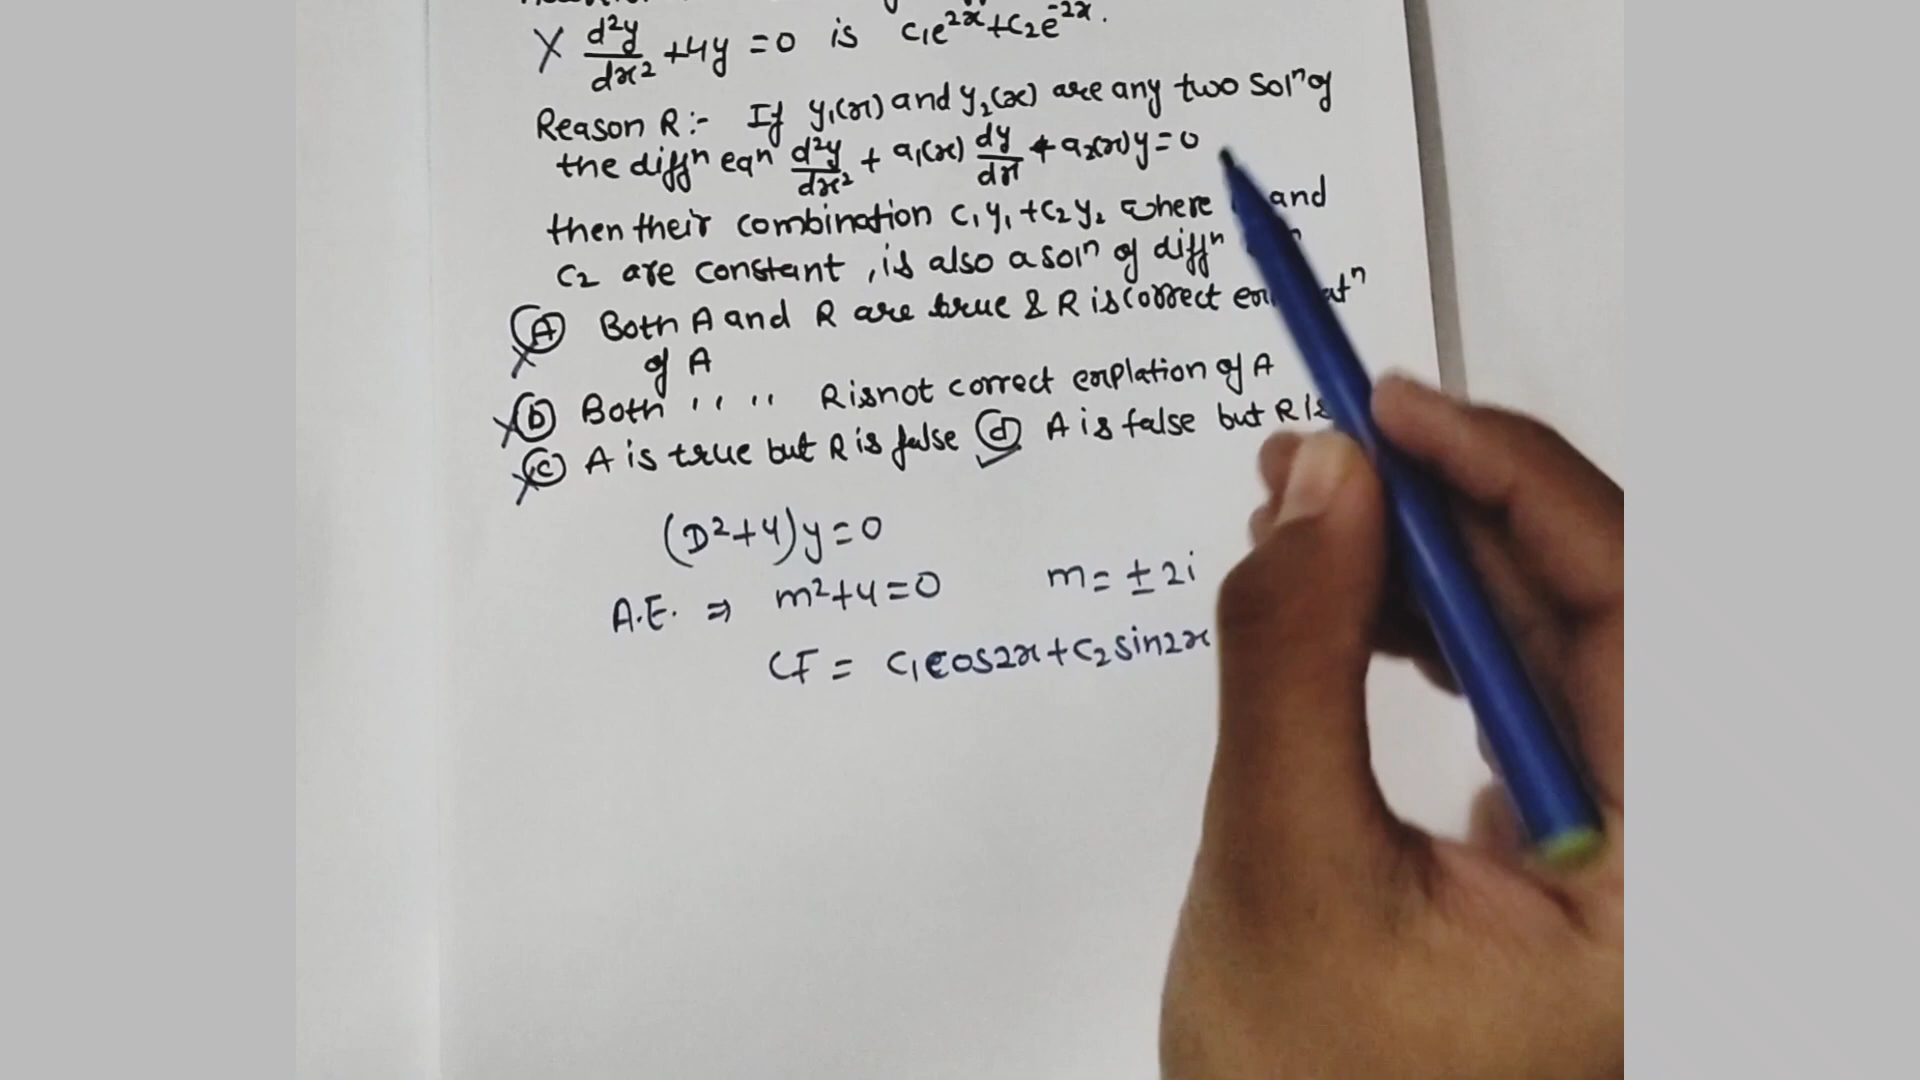 X d²y/dx² + 4y = 0 is c₁e²ˣ + c₂e⁻²ˣ.
Reason R:- If y₁(x) and y₂(x) are any two solⁿ of
the diffⁿ eqⁿ d²y/dx² + a₁(x) dy/dx + a₂(x)y = 0
then their combination c₁y₁ + c₂y₂ where and
c₂ are constant, is also a solⁿ of diffⁿ
(A) Both A and R are true & R is correct
of A
(b) Both " " R is not correct explation of A
(c) A is true but R is false (d) A is false but R is
(D²+4)y = 0
A.E. ⇒ m²+4 = 0 m = ± 2i
CF = c₁cos2x + c₂sin2x